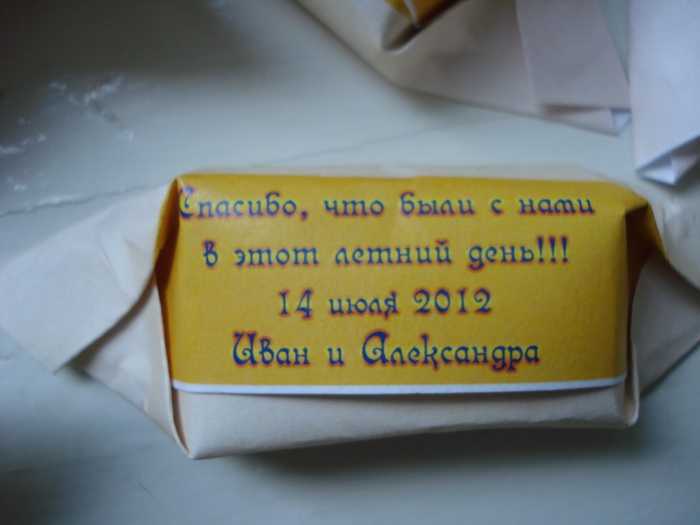 Спасибо, что были с нами
в этот летний день!!!
14 июля 2012
Иван и Александра